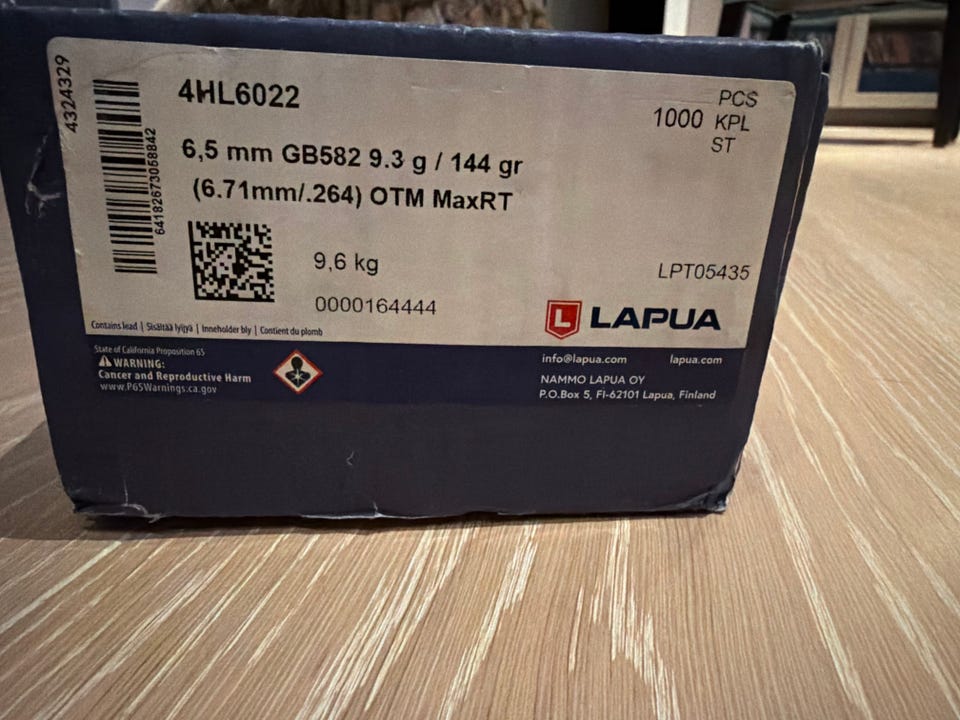 4324329
6418267305842
4HL6022
6,5 mm GB582 9.3 g / 144 gr
(6.71mm/.264) OTM MaxRT
1000
PCS
KPL
ST
9,6 kg
0000164444
LPT05435
L LAPUA
Contains lead | Sisältää lyijyä | Inneholder bly | Contient du plomb
State of California Proposition 65
WARNING:
Cancer and Reproductive Harm
www.P65Warnings.ca.gov
info@lapua.com lapua.com
NAMMO LAPUA OY
P.O.Box 5, FI-62101 Lapua, Finland